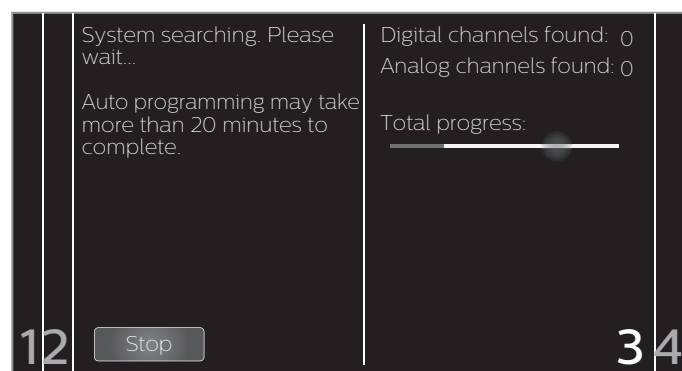 System searching. Please
wait...
Auto programming may take
more than 20 minutes to
complete.
Digital channels found: 0
Analog channels found: 0
Total progress:
Stop
1 2 3 4